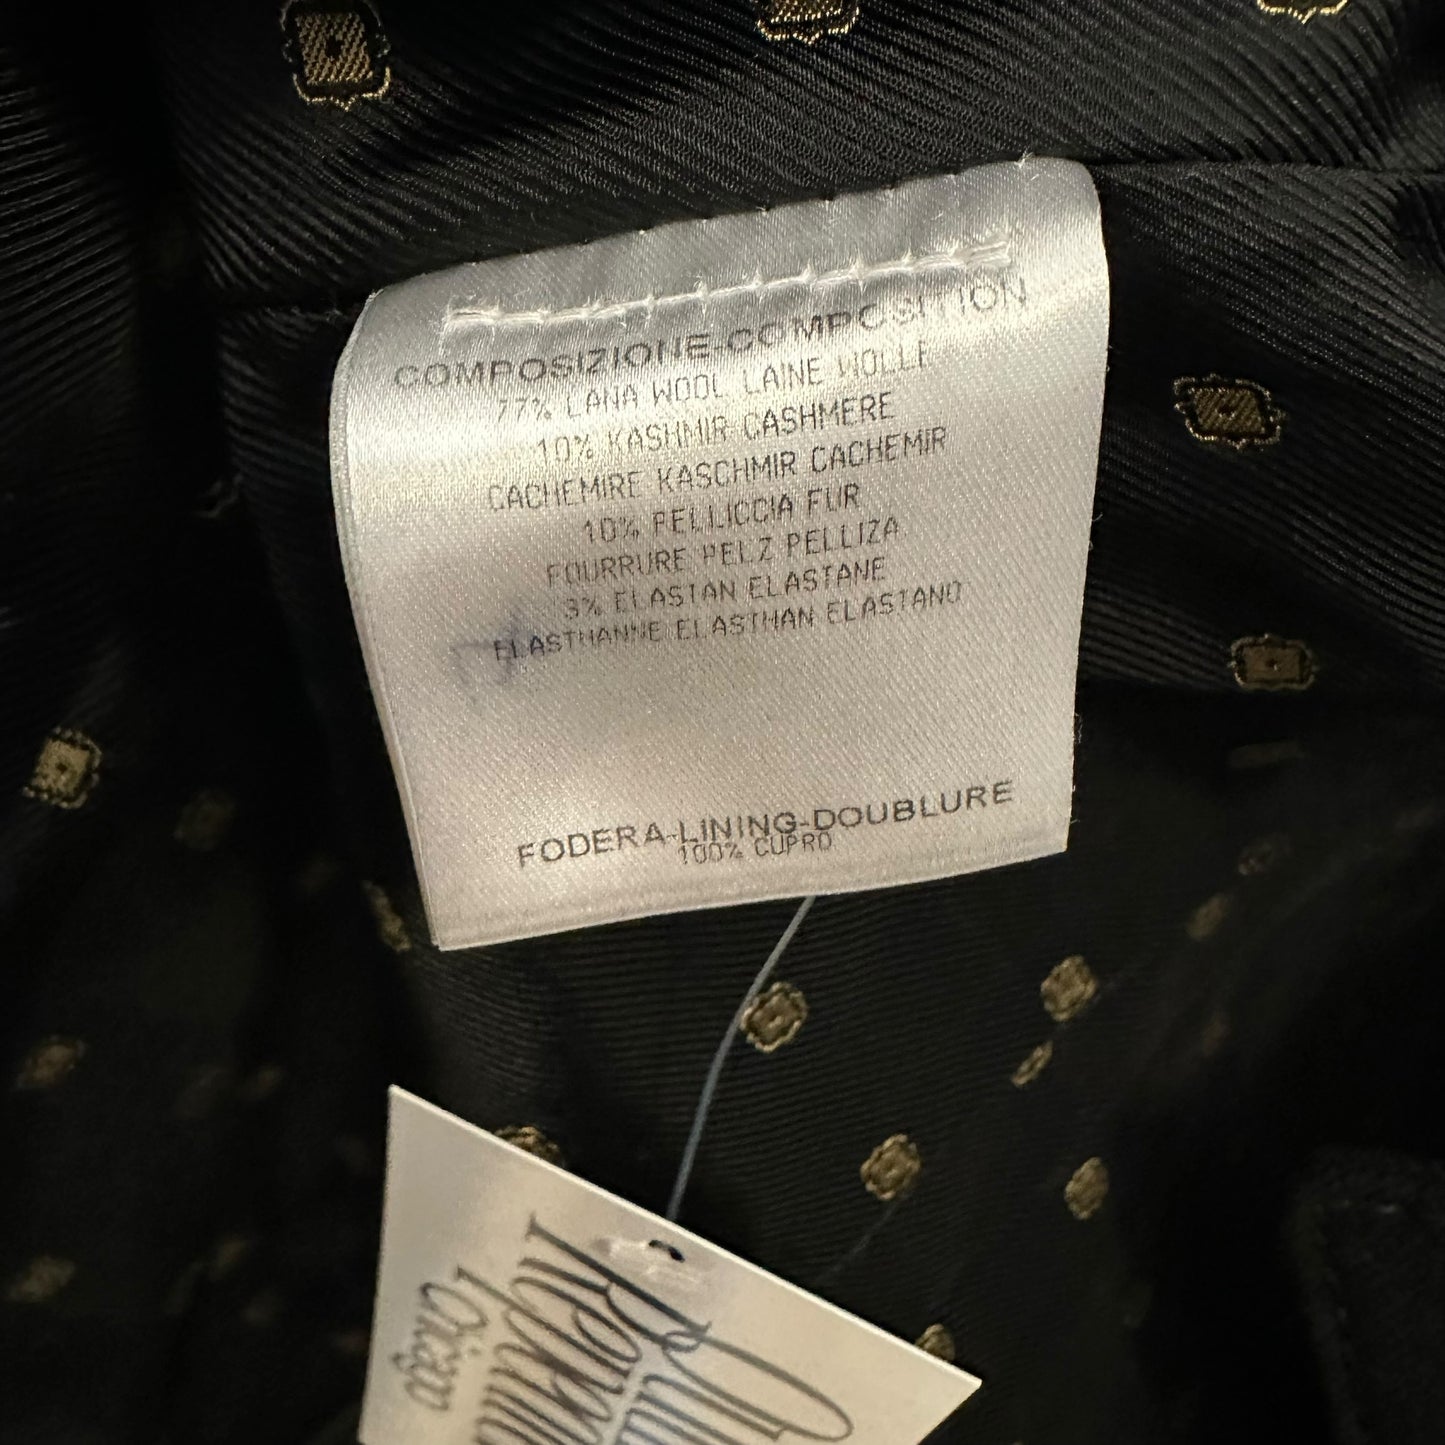 COMPOSIZIONE-COMPOSITION
77% LANA WOOL LAINE WOLLE
10% KASHMIR CASHMERE
CACHEMIRE KASCHMIR CACHEMIR
10% PELLICCIA FUR
FOURRURE PELZ PELLIZA
3% ELASTAN ELASTANE
ELASTHANNE ELASTHAN ELASTANO
FODERA-LINING-DOUBLURE
100% CUPRO
Chicago